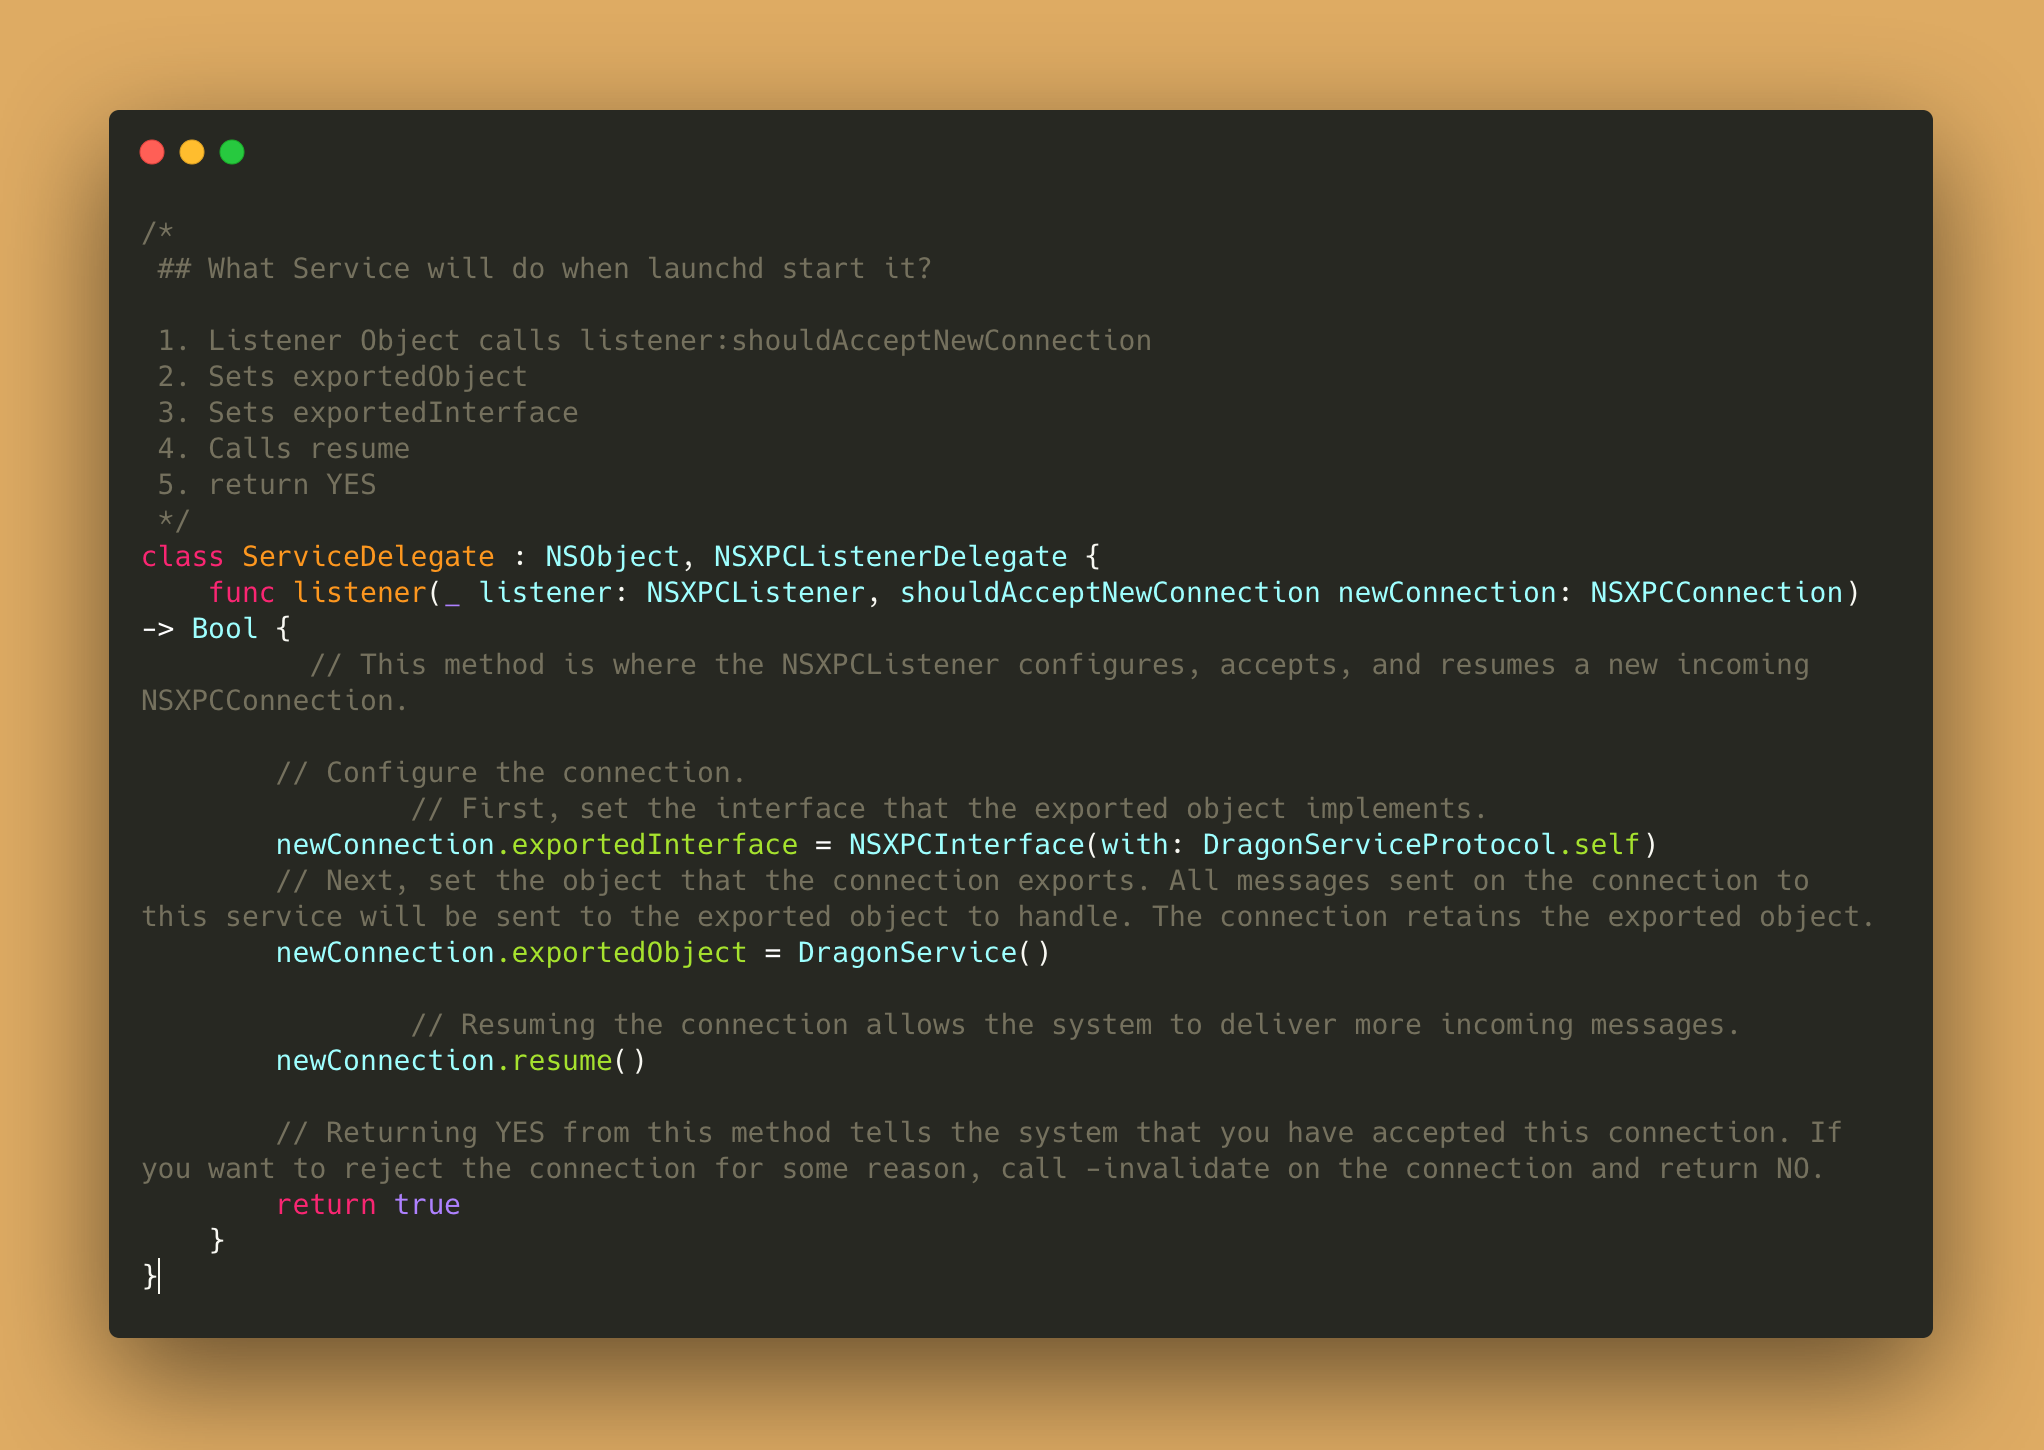 /*
 ## What Service will do when launchd start it?

 1. Listener Object calls listener:shouldAcceptNewConnection
 2. Sets exportedObject
 3. Sets exportedInterface
 4. Calls resume
 5. return YES
 */
class ServiceDelegate : NSObject, NSXPCListenerDelegate {
    func listener(_ listener: NSXPCListener, shouldAcceptNewConnection newConnection: NSXPCConnection)
-> Bool {
          // This method is where the NSXPCListener configures, accepts, and resumes a new incoming
NSXPCConnection.

        // Configure the connection.
                // First, set the interface that the exported object implements.
        newConnection.exportedInterface = NSXPCInterface(with: DragonServiceProtocol.self)
        // Next, set the object that the connection exports. All messages sent on the connection to
this service will be sent to the exported object to handle. The connection retains the exported object.
        newConnection.exportedObject = DragonService()

                // Resuming the connection allows the system to deliver more incoming messages.
        newConnection.resume()

        // Returning YES from this method tells the system that you have accepted this connection. If
you want to reject the connection for some reason, call -invalidate on the connection and return NO.
        return true
    }
}